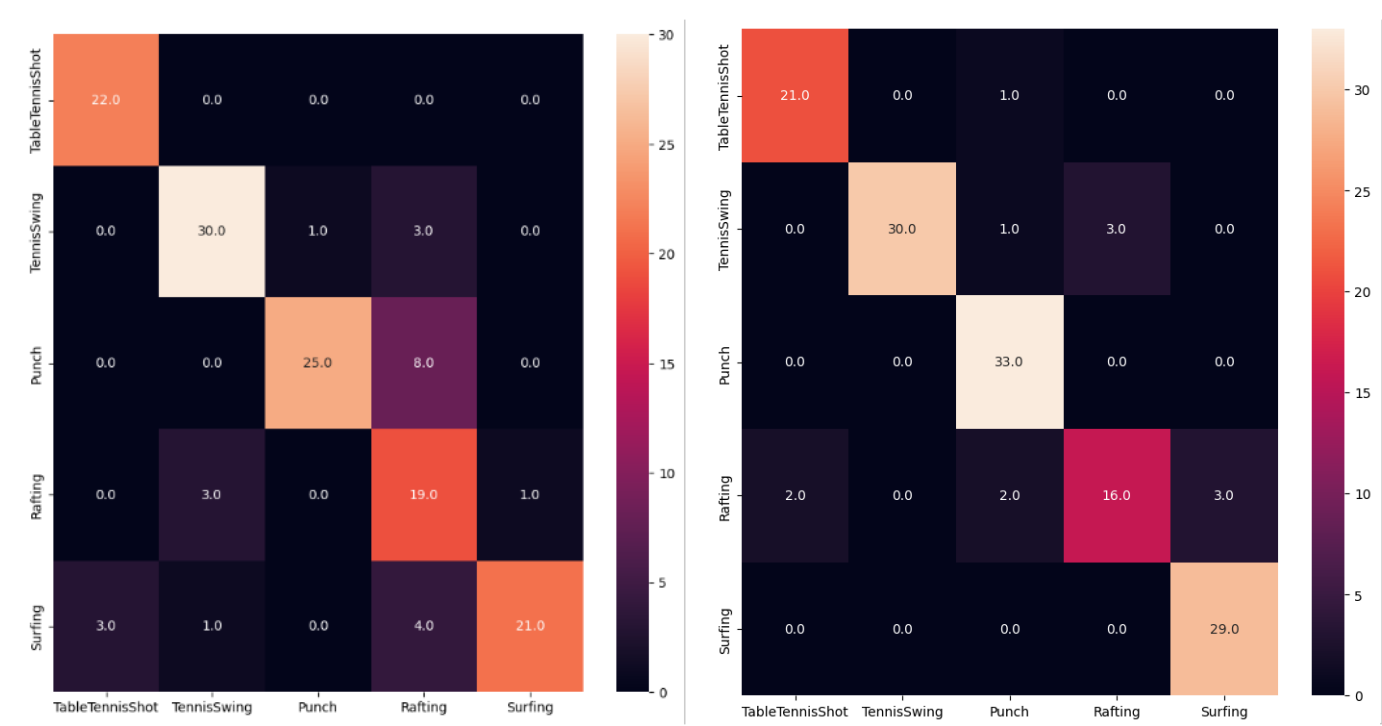 TableTennisShot 22.0 0.0 0.0 0.0 0.0
TennisSwing 0.0 30.0 1.0 3.0 0.0
Punch 0.0 0.0 25.0 8.0 0.0
Rafting 0.0 3.0 0.0 19.0 1.0
Surfing 3.0 1.0 0.0 4.0 21.0
TableTennisShot TennisSwing Punch Rafting Surfing
30
25
20
15
10
5
0
TableTennisShot 21.0 0.0 1.0 0.0 0.0
TennisSwing 0.0 30.0 1.0 3.0 0.0
Punch 0.0 0.0 33.0 0.0 0.0
Rafting 2.0 0.0 2.0 16.0 3.0
Surfing 0.0 0.0 0.0 0.0 29.0
TableTennisShot TennisSwing Punch Rafting Surfing
30
25
20
15
10
5
0